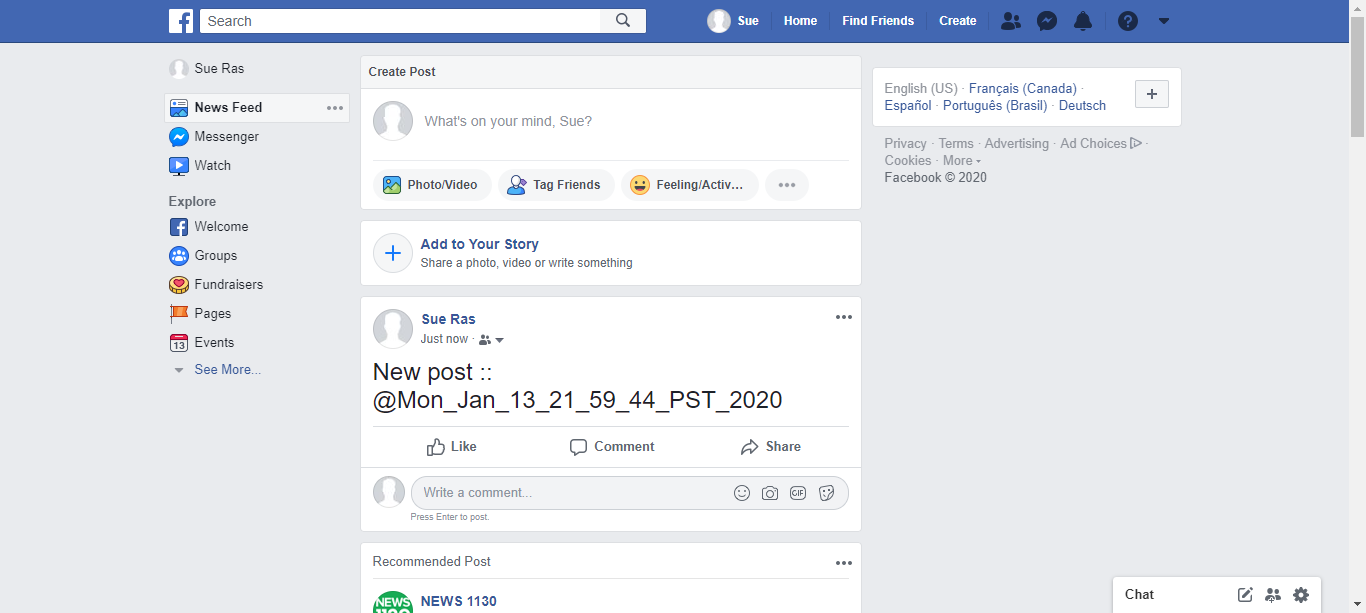 Search
Sue
Home
Find Friends
Create
Sue Ras
News Feed
Messenger
Watch
Explore
Welcome
Groups
Fundraisers
Pages
13
Events
See More...
Create Post
What's on your mind, Sue?
Photo/Video
Tag Friends
Feeling/Activ...
Add to Your Story
Share a photo, video or write something
Sue Ras
Just now ·
New post ::
@Mon_Jan_13_21_59_44_PST_2020
Like
Comment
Share
Write a comment...
GIF
Press Enter to post.
Recommended Post
NEWS
1130
NEWS 1130
English (US) · Français (Canada) ·
Español · Português (Brasil) · Deutsch
Privacy · Terms · Advertising · Ad Choices ·
Cookies · More
Facebook © 2020
Chat